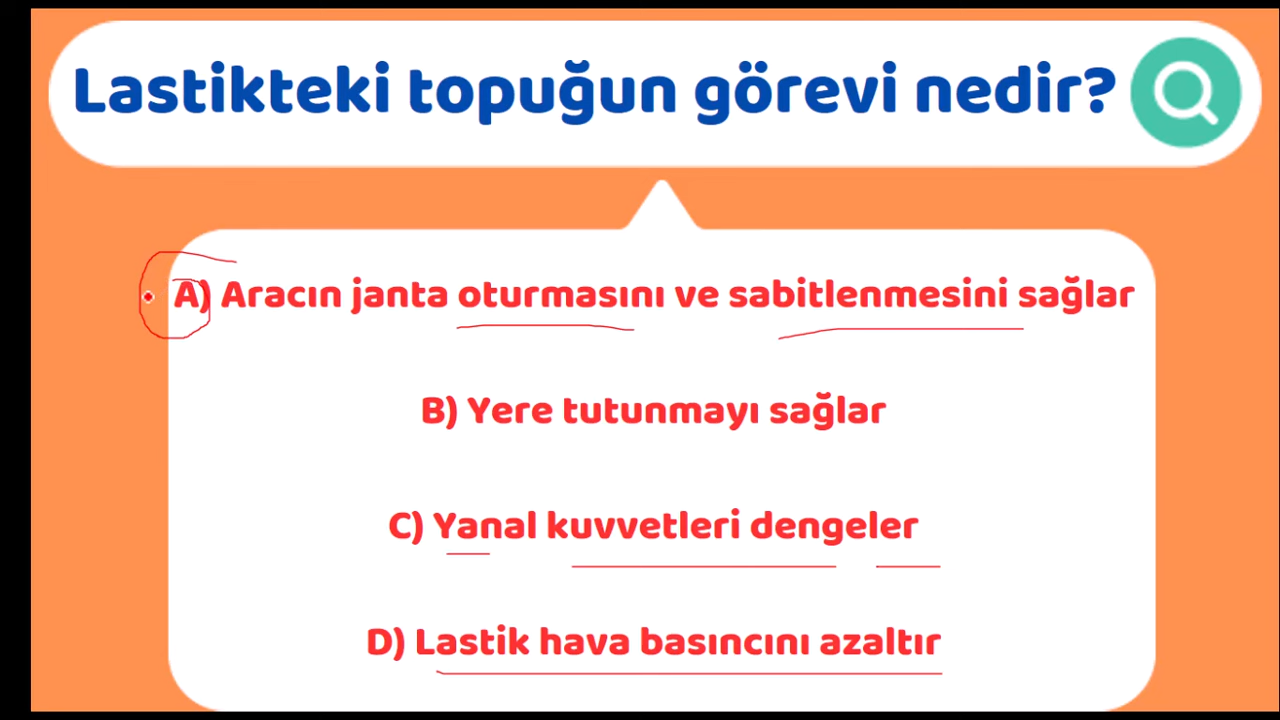 Lastikteki topuğun görevi nedir?
A) Aracın janta oturmasını ve sabitlenmesini sağlar
B) Yere tutunmayı sağlar
C) Yanal kuvvetleri dengeler
D) Lastik hava basıncını azaltır